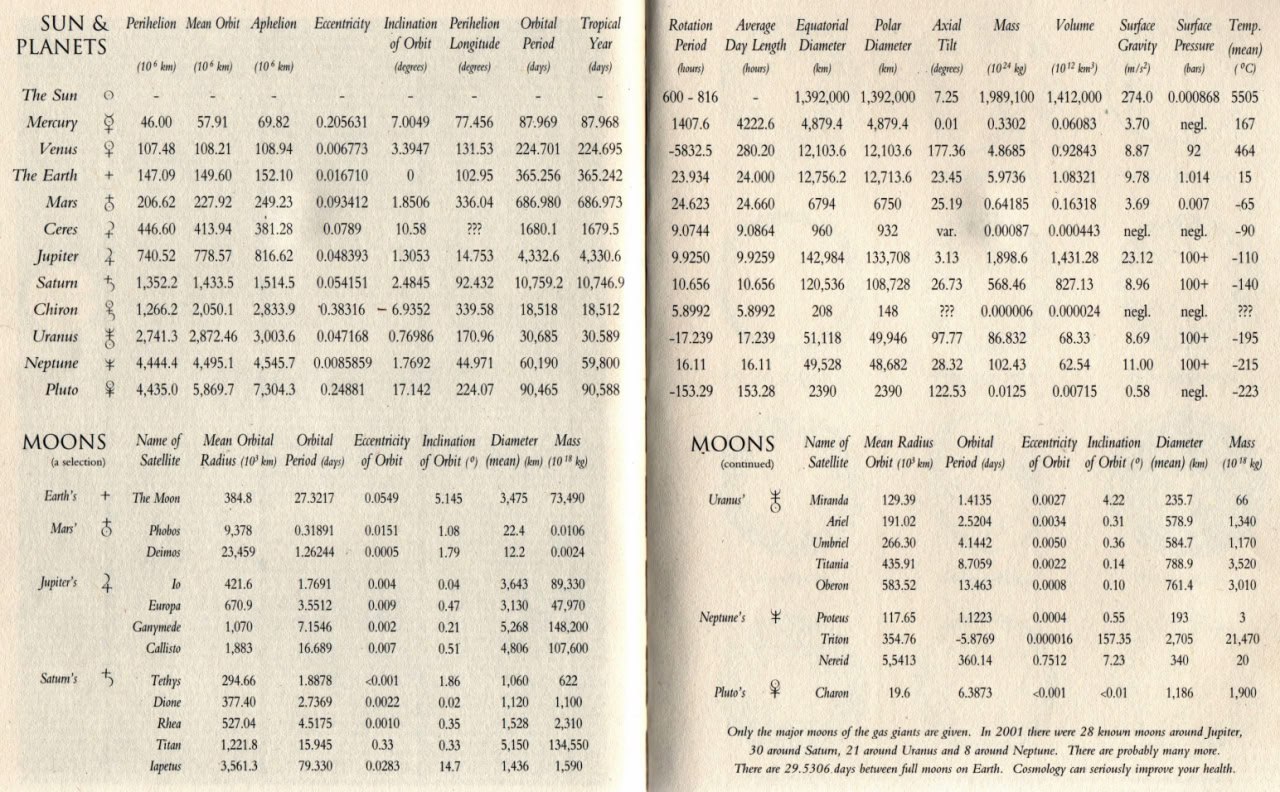 SUN & PLANETS Perihelion Mean Orbit Aphelion Eccentricity Inclination of Orbit Perihelion Longitude Orbital Period Tropical Year
(10⁶ km) (10⁶ km) (10⁶ km) (degrees) (degrees) (days) (days)
The Sun ☉ - - - - - - - -
Mercury ☿ 46.00 57.91 69.82 0.205631 7.0049 77.456 87.969 87.968
Venus ♀ 107.48 108.21 108.94 0.006773 3.3947 131.53 224.701 224.695
The Earth + 147.09 149.60 152.10 0.016710 0 102.95 365.256 365.242
Mars ♁ 206.62 227.92 249.23 0.093412 1.8506 336.04 686.980 686.973
Ceres ⚳ 446.60 413.94 381.28 0.0789 10.58 ??? 1680.1 1679.5
Jupiter ♃ 740.52 778.57 816.62 0.048393 1.3053 14.753 4,332.6 4,330.6
Saturn ♄ 1,352.2 1,433.5 1,514.5 0.054151 2.4845 92.432 10,759.2 10,746.9
Chiron 1,266.2 2,050.1 2,833.9 0.38316 6.9352 339.58 18,518 18,512
Uranus 2,741.3 2,872.46 3,003.6 0.047168 0.76986 170.96 30,685 30.589
Neptune ♆ 4,444.4 4,495.1 4,545.7 0.0085859 1.7692 44.971 60,190 59,800
Pluto 4,435.0 5,869.7 7,304.3 0.24881 17.142 224.07 90,465 90,588
MOONS (a selection) Name of Satellite Mean Orbital Radius (10³ km) Orbital Period (days) Eccentricity of Orbit Inclination of Orbit (°) Diameter (mean) (km) Mass (10¹⁸ kg)
Earth's + The Moon 384.8 27.3217 0.0549 5.145 3,475 73,490
Mars' ♁ Phobos 9,378 0.31891 0.0151 1.08 22.4 0.0106
Deimos 23,459 1.26244 0.0005 1.79 12.2 0.0024
Jupiter's ♃ Io 421.6 1.7691 0.004 0.04 3,643 89,330
Europa 670.9 3.5512 0.009 0.47 3,130 47,970
Ganymede 1,070 7.1546 0.002 0.21 5,268 148,200
Callisto 1,883 16.689 0.007 0.51 4,806 107,600
Saturn's ♄ Tethys 294.66 1.8878 <0.001 1.86 1,060 622
Dione 377.40 2.7369 0.0022 0.02 1,120 1,100
Rhea 527.04 4.5175 0.0010 0.35 1,528 2,310
Titan 1,221.8 15.945 0.33 0.33 5,150 134,550
Iapetus 3,561.3 79.330 0.0283 14.7 1,436 1,590
Rotation Period Average Day Length Equatorial Diameter Polar Diameter Axial Tilt Mass Volume Surface Gravity Surface Pressure Temp. (mean)
(hours) (hours) (km) (km) (degrees) (10²⁴ kg) (10¹² km³) (m/s²) (bars) (°C)
600 - 816 - 1,392,000 1,392,000 7.25 1,989,100 1,412,000 274.0 0.000868 5505
1407.6 4222.6 4,879.4 4,879.4 0.01 0.3302 0.06083 3.70 negl. 167
-5832.5 280.20 12,103.6 12,103.6 177.36 4.8685 0.92843 8.87 92 464
23.934 24.000 12,756.2 12,713.6 23.45 5.9736 1.08321 9.78 1.014 15
24.623 24.660 6794 6750 25.19 0.64185 0.16318 3.69 0.007 -65
9.0744 9.0864 960 932 var. 0.00087 0.000443 negl. negl. -90
9.9250 9.9259 142,984 133,708 3.13 1,898.6 1,431.28 23.12 100+ -110
10.656 10.656 120,536 108,728 26.73 568.46 827.13 8.96 100+ -140
5.8992 5.8992 208 148 ??? 0.000006 0.000024 negl. negl. ???
-17.239 17.239 51,118 49,946 97.77 86.832 68.33 8.69 100+ -195
16.11 16.11 49,528 48,682 28.32 102.43 62.54 11.00 100+ -215
-153.29 153.28 2390 2390 122.53 0.0125 0.00715 0.58 negl. -223
MOONS (continued) Name of Satellite Mean Radius Orbit (10³ km) Orbital Period (days) Eccentricity of Orbit Inclination of Orbit (°) Diameter (mean) (km) Mass (10¹⁸ kg)
Uranus' Miranda 129.39 1.4135 0.0027 4.22 235.7 66
Ariel 191.02 2.5204 0.0034 0.31 578.9 1,340
Umbriel 266.30 4.1442 0.0050 0.36 584.7 1,170
Titania 435.91 8.7059 0.0022 0.14 788.9 3,520
Oberon 583.52 13.463 0.0008 0.10 761.4 3,010
Neptune's ♆ Proteus 117.65 1.1223 0.0004 0.55 193 3
Triton 354.76 -5.8769 0.000016 157.35 2,705 21,470
Nereid 5,5413 360.14 0.7512 7.23 340 20
Pluto's Charon 19.6 6.3873 <0.001 <0.01 1,186 1,900
Only the major moons of the gas giants are given. In 2001 there were 28 known moons around Jupiter,
30 around Saturn, 21 around Uranus and 8 around Neptune. There are probably many more.
There are 29.5306 days between full moons on Earth. Cosmology can seriously improve your health.